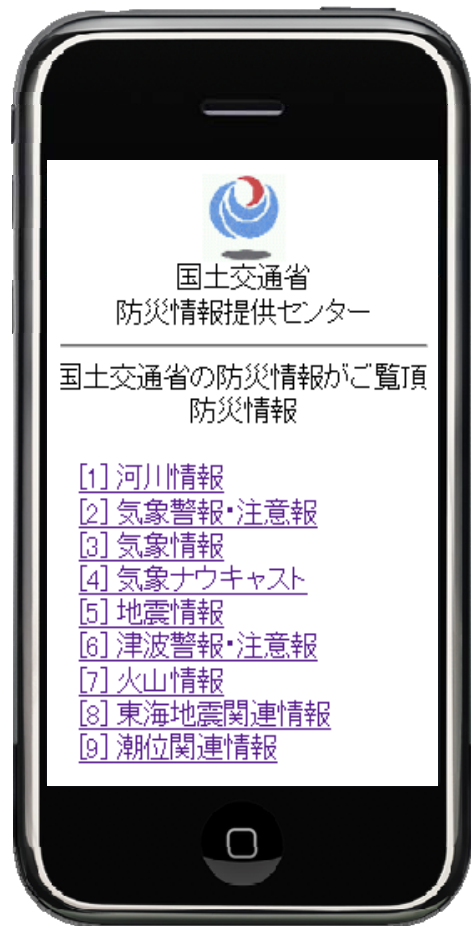 国土交通省
防災情報提供センター
国土交通省の防災情報がご覧頂
防災情報
[1] 河川情報
[2] 気象警報・注意報
[3] 気象情報
[4] 気象ナウキャスト
[5] 地震情報
[6] 津波警報・注意報
[7] 火山情報
[8] 東海地震関連情報
[9] 潮位関連情報